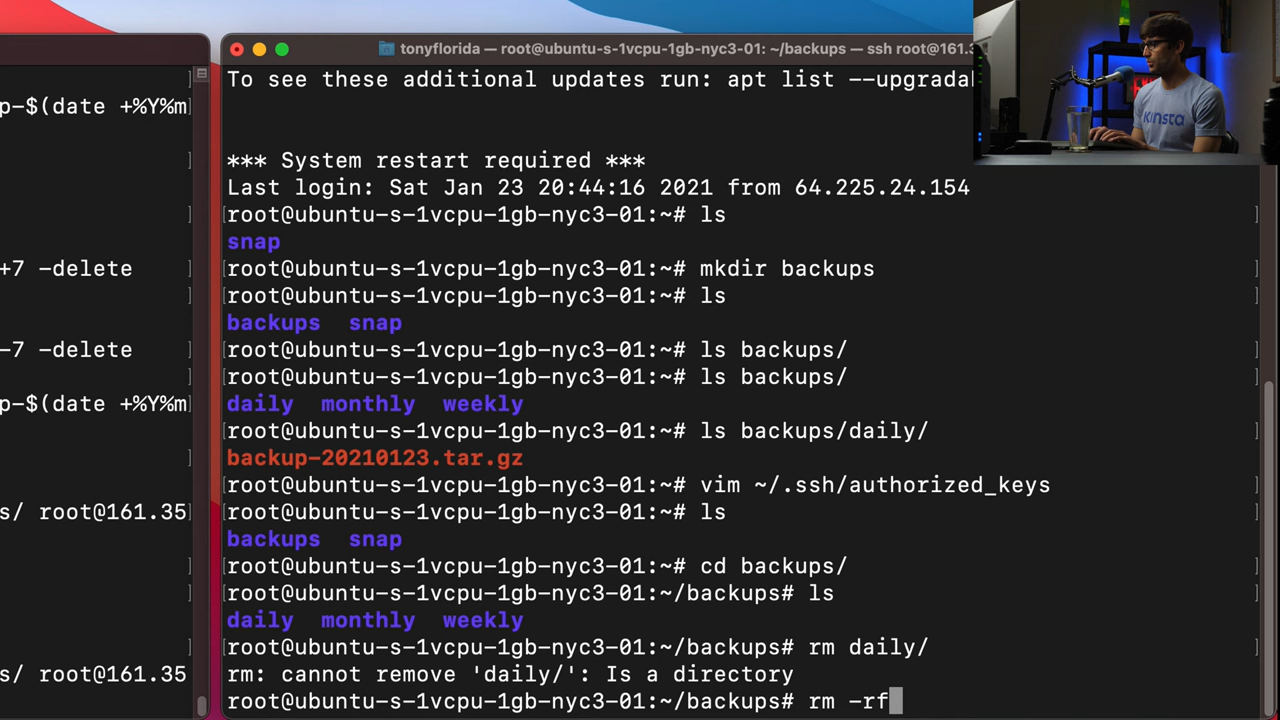 tonyflorida — root@ubuntu-s-1vcpu-1gb-nyc3-01: ~/backups — ssh root@161.3
p-$(date +%Y%m
+7 -delete
-7 -delete
p-$(date +%Y%m
s/ root@161.35
s/ root@161.35
To see these additional updates run: apt list --upgradal
*** System restart required ***
Last login: Sat Jan 23 20:44:16 2021 from 64.225.24.154
[root@ubuntu-s-1vcpu-1gb-nyc3-01:~# ls ]
snap
[root@ubuntu-s-1vcpu-1gb-nyc3-01:~# mkdir backups ]
[root@ubuntu-s-1vcpu-1gb-nyc3-01:~# ls ]
backups snap
[root@ubuntu-s-1vcpu-1gb-nyc3-01:~# ls backups/ ]
[root@ubuntu-s-1vcpu-1gb-nyc3-01:~# ls backups/ ]
daily monthly weekly
[root@ubuntu-s-1vcpu-1gb-nyc3-01:~# ls backups/daily/ ]
backup-20210123.tar.gz
[root@ubuntu-s-1vcpu-1gb-nyc3-01:~# vim ~/.ssh/authorized_keys ]
[root@ubuntu-s-1vcpu-1gb-nyc3-01:~# ls ]
backups snap
[root@ubuntu-s-1vcpu-1gb-nyc3-01:~# cd backups/ ]
[root@ubuntu-s-1vcpu-1gb-nyc3-01:~/backups# ls ]
daily monthly weekly
[root@ubuntu-s-1vcpu-1gb-nyc3-01:~/backups# rm daily/ ]
rm: cannot remove 'daily/': Is a directory
root@ubuntu-s-1vcpu-1gb-nyc3-01:~/backups# rm -rf
KINSTA